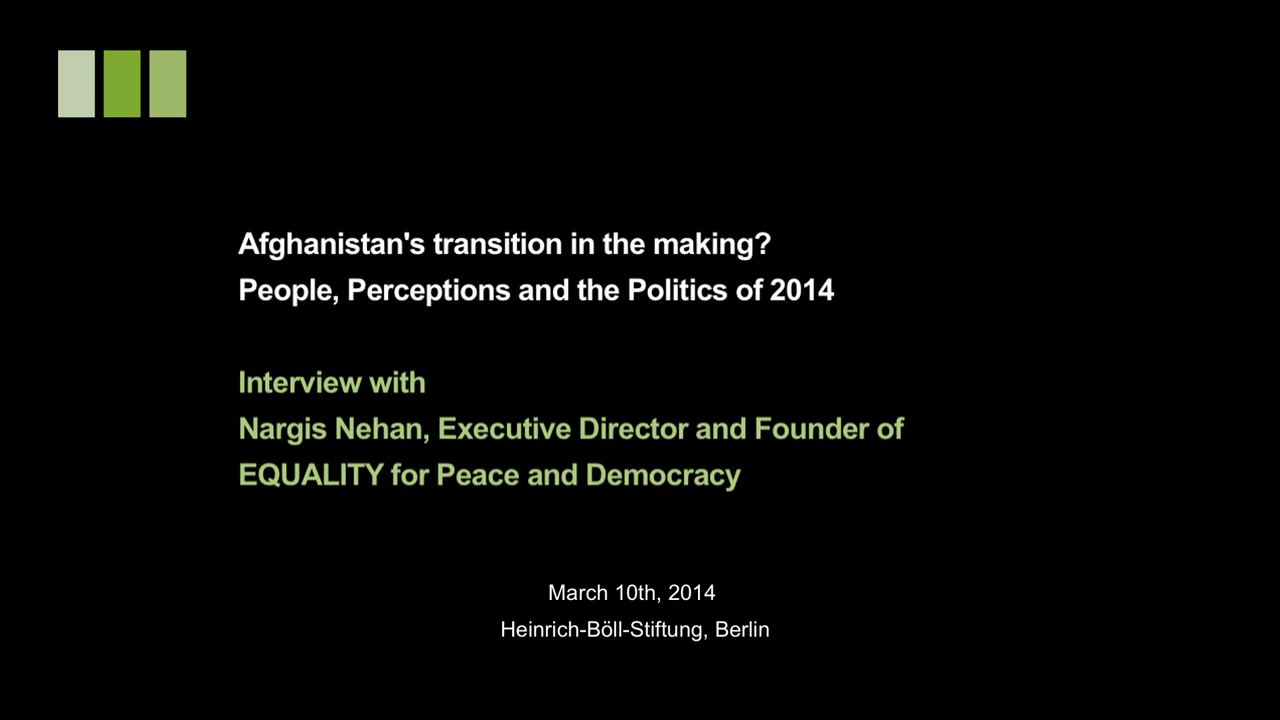 Afghanistan's transition in the making?
People, Perceptions and the Politics of 2014
Interview with
Nargis Nehan, Executive Director and Founder of
EQUALITY for Peace and Democracy
March 10th, 2014
Heinrich-Böll-Stiftung, Berlin